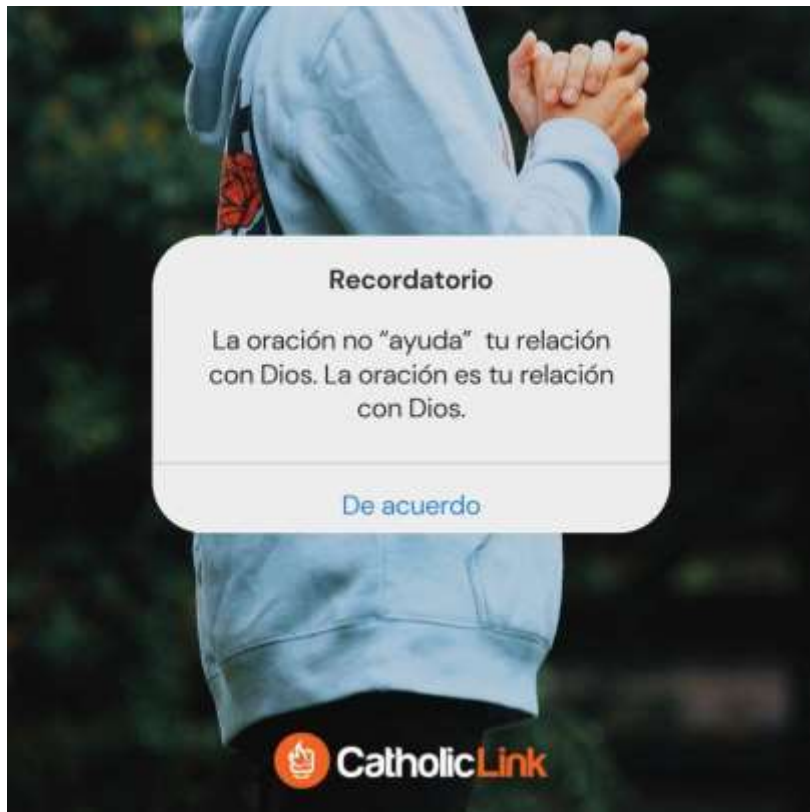 Recordatorio
La oración no “ayuda” tu relación
con Dios. La oración es tu relación
con Dios.
De acuerdo
CatholicLink